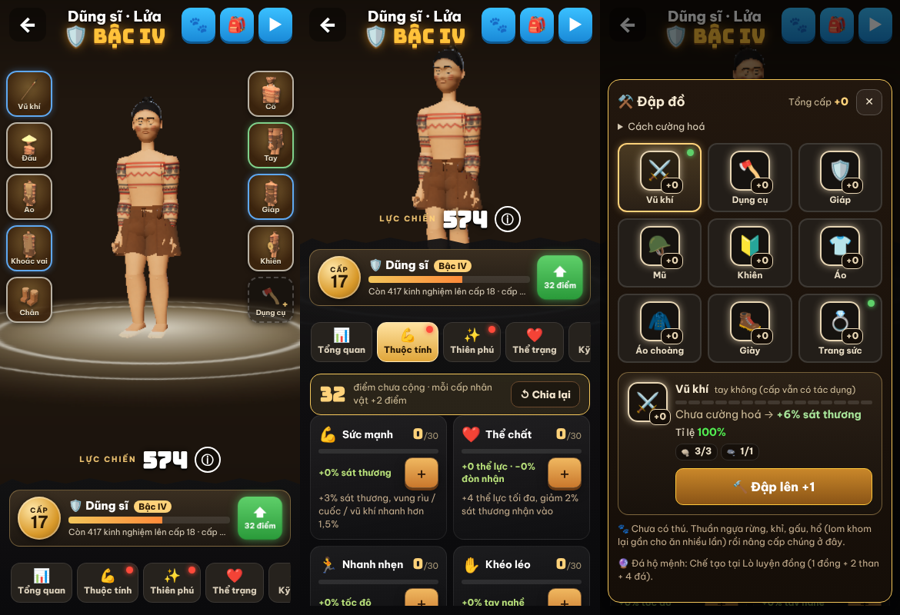 Dũng sĩ · Lửa
BẬC IV
Vũ khí
Đầu
Áo
Khoác vai
Chân
Cổ
Tay
Giáp
Khiên
Dụng cụ
LỰC CHIẾN 574
CẤP
17
Dũng sĩ Bậc IV
Còn 417 kinh nghiệm lên cấp 18 · cấp ...
32 điểm
Tổng quan
Thuộc tính
Thiên phú
Thể trạng
Kỹ
Dũng sĩ · Lửa
BẬC IV
LỰC CHIẾN 574
CẤP
17
Dũng sĩ Bậc IV
Còn 417 kinh nghiệm lên cấp 18 · cấp ...
32 điểm
Tổng quan
Thuộc tính
Thiên phú
Thể trạng
Kỹ
32 điểm chưa cộng · mỗi cấp nhân
vật +2 điểm
Chia lại
Sức mạnh 0/30
+0% sát thương
+
+3% sát thương, vung rìu /
cuốc / vũ khí nhanh hơn
1,5%
Thể chất 0/30
+0 thể lực · -0%
đòn nhận
+
+4 thể lực tối đa, giảm 2%
sát thương nhận vào
Nhanh nhẹn 0/30
+0% tốc độ
+
Khéo léo 0/30
+0% tay nghề
+
Dũng sĩ · Lửa
BẬC IV
Đập đồ
Tổng cấp +0
×
Cách cường hoá
+0
Vũ khí
+0
Dụng cụ
+0
Giáp
+0
Mũ
+0
Khiên
+0
Áo
+0
Áo choàng
+0
Giày
+0
Trang sức
+0
Vũ khí tay không (cấp vẫn có tác dụng)
Chưa cường hoá → +6% sát thương
Tỉ lệ 100%
3/3
1/1
Đập lên +1
Chưa có thú. Thuần ngựa rừng, khỉ, gấu, hổ (lom khom
lại gần cho ăn nhiều lần) rồi nâng cấp chúng ở đây.
Đá hộ mệnh: Chế tạo tại Lò luyện đồng (1 đồng + 2 than
+ 4 đá).